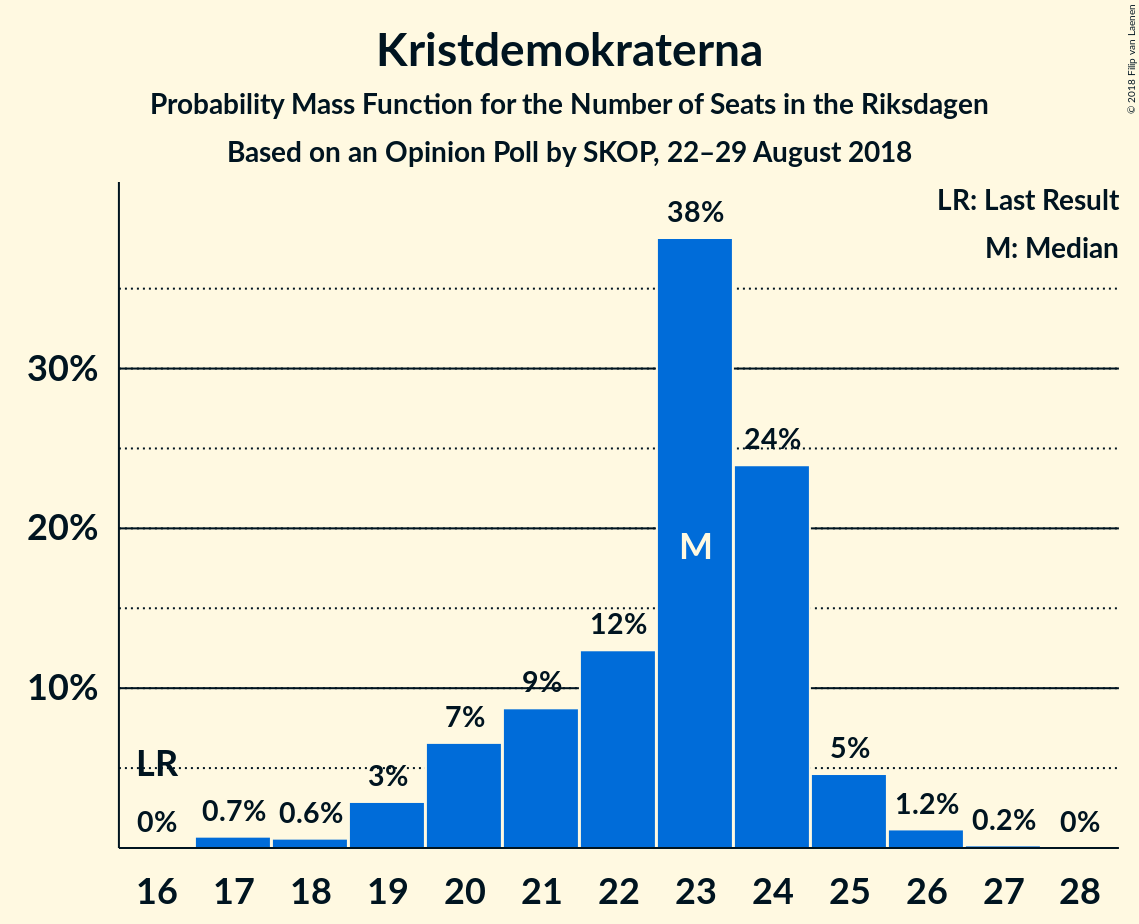 Kristdemokraterna
Probability Mass Function for the Number of Seats in the Riksdagen
Based on an Opinion Poll by SKOP, 22–29 August 2018
© 2018 Filip van Laenen
LR: Last Result
M: Median
30%
20%
10%
LR
0%
0.7%
0.6%
3%
7%
9%
12%
38%
M
24%
5%
1.2%
0.2%
0%
16 17 18 19 20 21 22 23 24 25 26 27 28